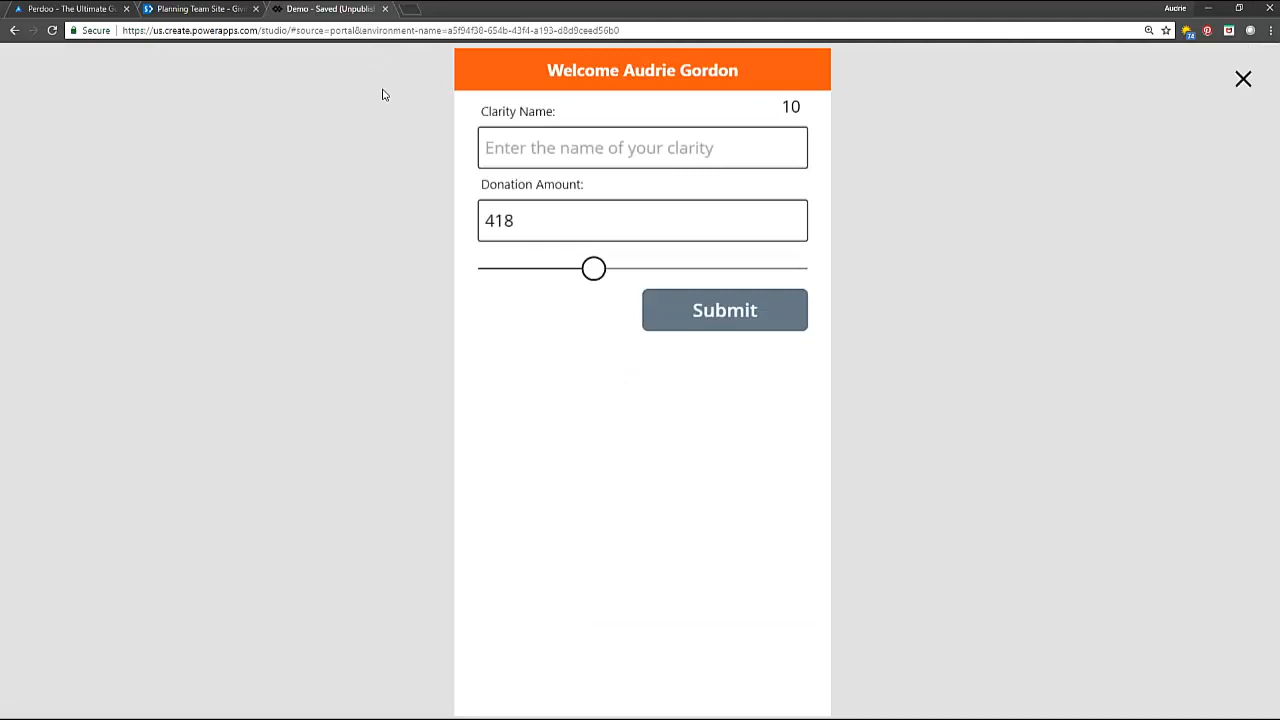 Perdoo - The Ultimate G
Planning Team Site - Givi
Demo - Saved (Unpublish
Audrie
Secure
https://us.create.powerapps.com/studio/#source=portal&environment-name=a5f94f38-654b-43f4-a193-d8d9ceed56b0
Welcome Audrie Gordon
Clarity Name:
10
Enter the name of your clarity
Donation Amount:
418
Submit